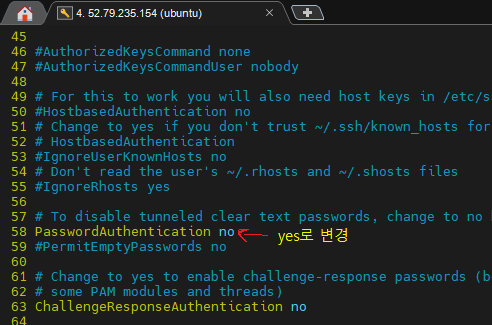 4. 52.79.235.154 (ubuntu)
45
46 #AuthorizedKeysCommand none
47 #AuthorizedKeysCommandUser nobody
48
49 # For this to work you will also need host keys in /etc/s
50 #HostbasedAuthentication no
51 # Change to yes if you don't trust ~/.ssh/known_hosts for
52 # HostbasedAuthentication
53 #IgnoreUserKnownHosts no
54 # Don't read the user's ~/.rhosts and ~/.shosts files
55 #IgnoreRhosts yes
56
57 # To disable tunneled clear text passwords, change to no
58 PasswordAuthentication no yes로 변경
59 #PermitEmptyPasswords no
60
61 # Change to yes to enable challenge-response passwords (b
62 # some PAM modules and threads)
63 ChallengeResponseAuthentication no
64